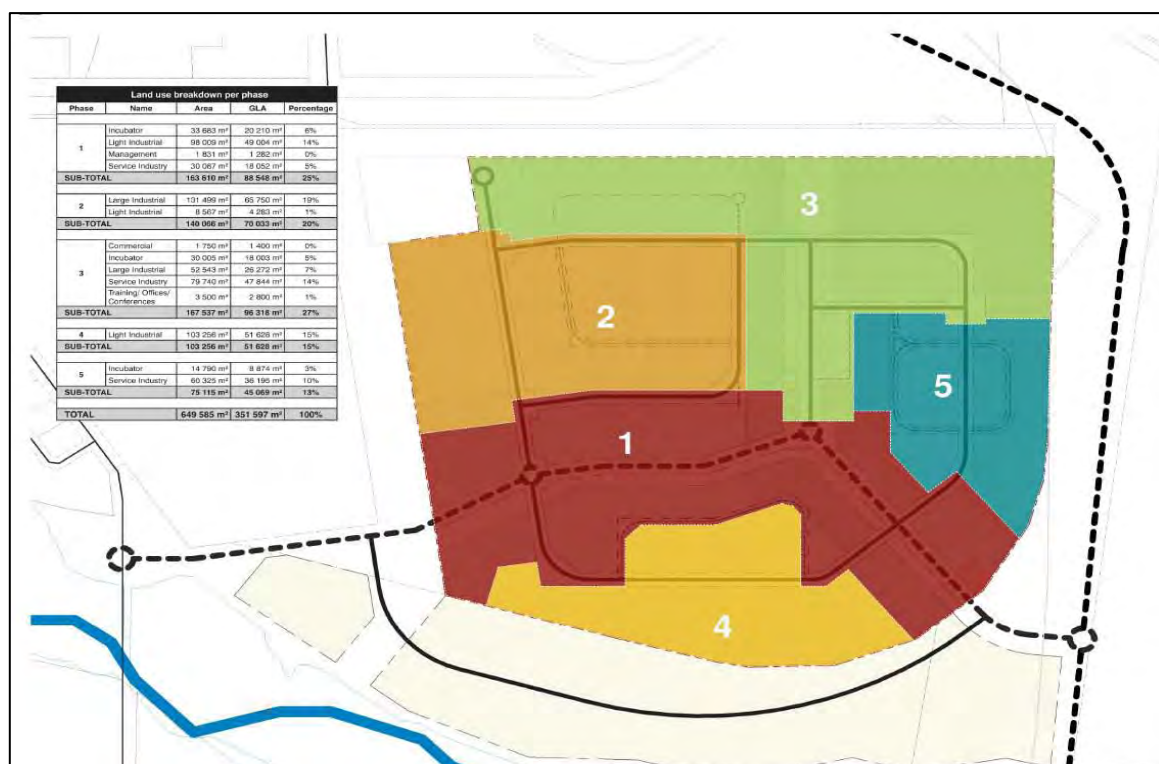 Land use breakdown per phase
Phase Name Area GLA Percentage
1
Incubator 33 683 m² 20 210 m² 6%
Light Industrial 98 009 m² 49 004 m² 14%
Management 1 831 m² 1 282 m² 0%
Service Industry 30 087 m² 18 052 m² 5%
SUB-TOTAL 163 610 m² 88 548 m² 25%
2
Large Industrial 131 499 m² 65 750 m² 19%
Light Industrial 8 567 m² 4 283 m² 1%
SUB-TOTAL 140 066 m² 70 033 m² 20%
3
Commercial 1 750 m² 1 400 m² 0%
Incubator 30 005 m² 18 003 m² 5%
Large Industrial 52 543 m² 26 272 m² 7%
Service Industry 79 740 m² 47 844 m² 14%
Training/ Offices/
Conferences 3 500 m² 2 800 m² 1%
SUB-TOTAL 167 537 m² 96 318 m² 27%
4 Light Industrial 103 256 m² 51 628 m² 15%
SUB-TOTAL 103 256 m² 51 628 m² 15%
5
Incubator 14 790 m² 8 874 m² 3%
Service Industry 60 325 m² 36 195 m² 10%
SUB-TOTAL 75 115 m² 45 069 m² 13%
TOTAL 649 585 m² 351 597 m² 100%
3
2
5
1
4